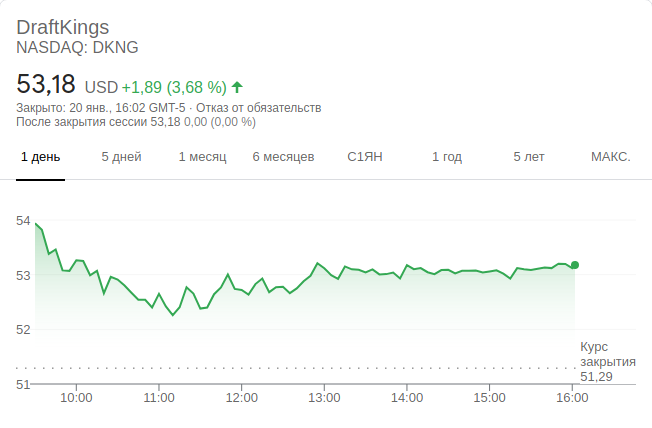 DraftKings
NASDAQ: DKNG
53,18 USD +1,89 (3,68 %)
Закрыто: 20 янв., 16:02 GMT-5 · Отказ от обязательств
После закрытия сессии 53,18 0,00 (0,00 %)
1 день 5 дней 1 месяц 6 месяцев С1ЯН 1 год 5 лет МАКС.
54
53
52
51
Курс
закрытия
51,29
10:00 11:00 12:00 13:00 14:00 15:00 16:00